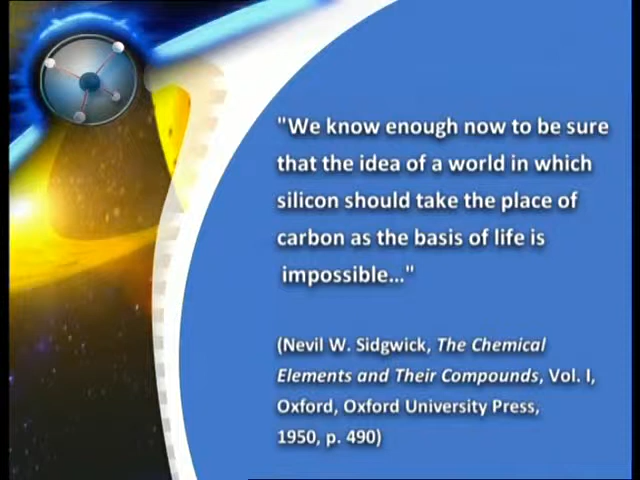 "We know enough now to be sure
that the idea of a world in which
silicon should take the place of
carbon as the basis of life is
impossible..."
(Nevil W. Sidgwick, The Chemical
Elements and Their Compounds, Vol. I,
Oxford, Oxford University Press,
1950, p. 490)